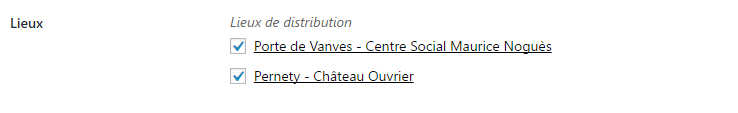 Lieux
Lieux de distribution
Porte de Vanves - Centre Social Maurice Noguès
Pernety - Château Ouvrier